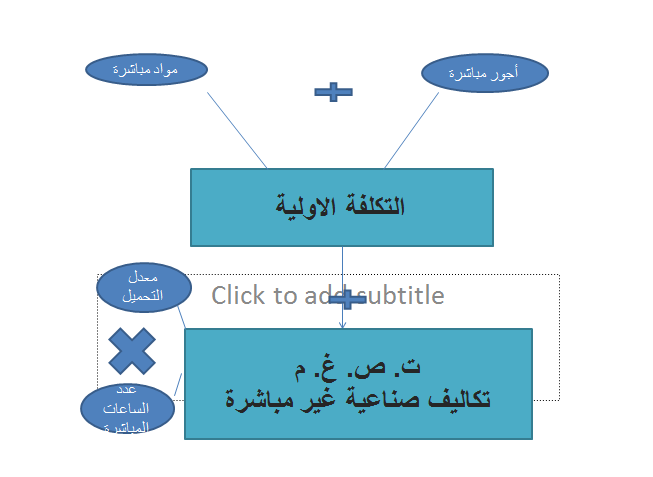 مواد مباشرة
أجور مباشرة
التكلفة الاولية
معدل
التحميل
Click to add subtitle
ت. ص. غ. م
تكاليف صناعية غير مباشرة
عدد
الساعات
المباشرة